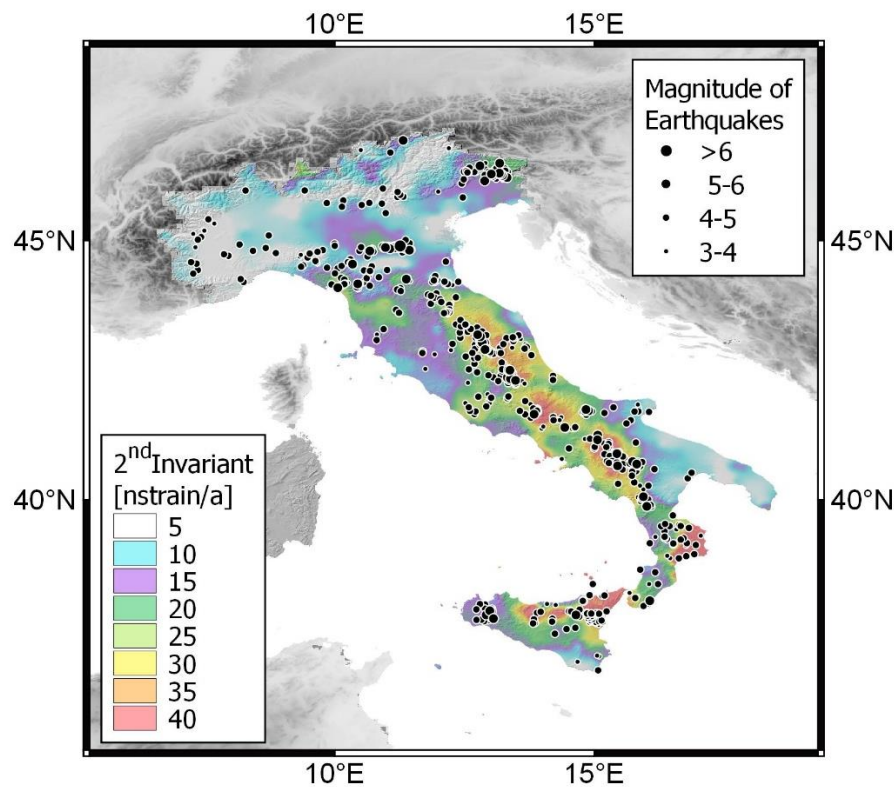 10°E 15°E
Magnitude of
Earthquakes
>6
5-6
4-5
3-4
45°N 45°N
2nd Invariant
[nstrain/a]
5
10
15
20
25
30
35
40
40°N 40°N
10°E 15°E